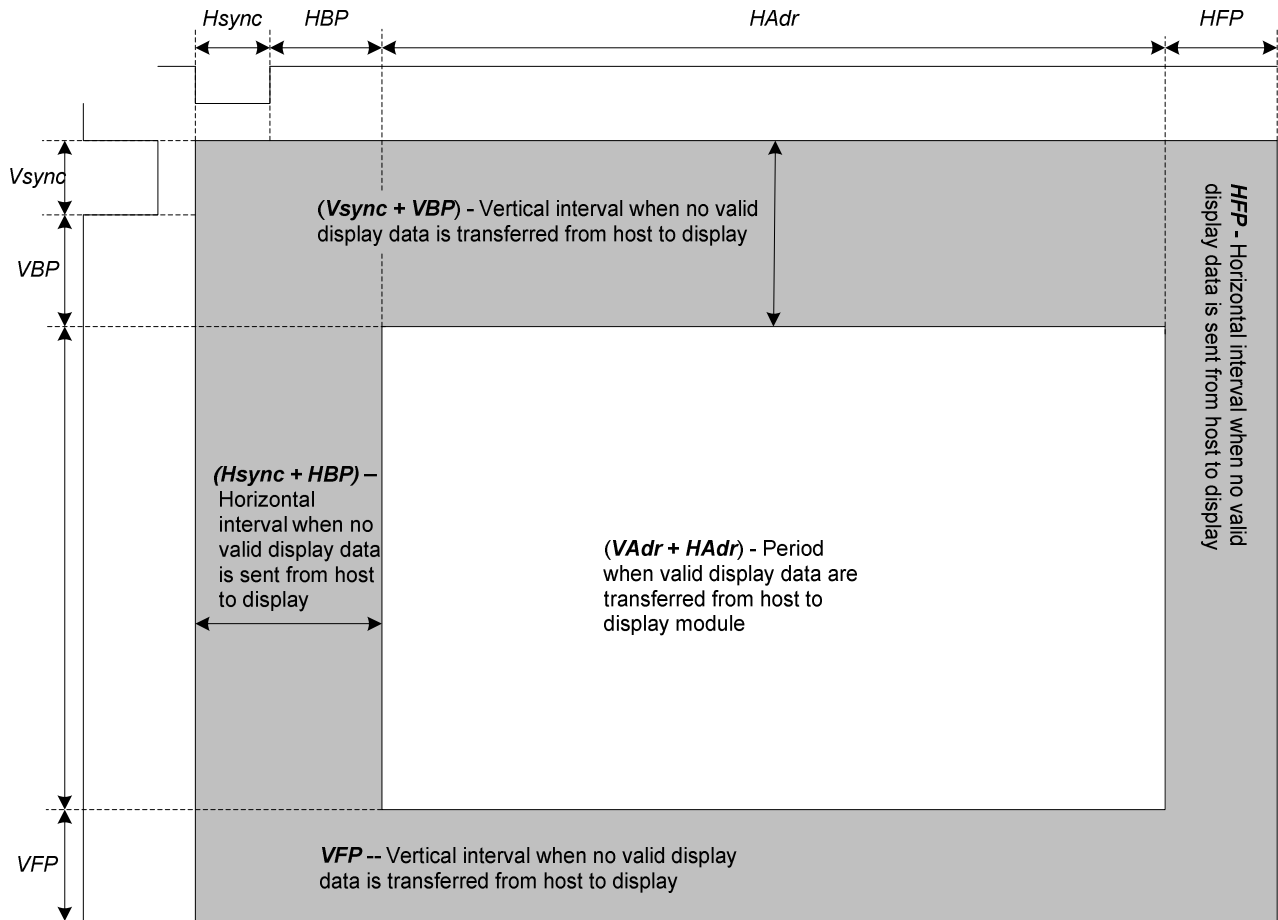 Hsync HBP HAdr HFP
Vsync
VBP
(Vsync + VBP) - Vertical interval when no valid
display data is transferred from host to display
HFP - Horizontal interval when no valid
display data is sent from host to display
(Hsync + HBP) –
Horizontal
interval when no
valid display data
is sent from host
to display
(VAdr + HAdr) - Period
when valid display data are
transferred from host to
display module
VFP
VFP -- Vertical interval when no valid display
data is transferred from host to display